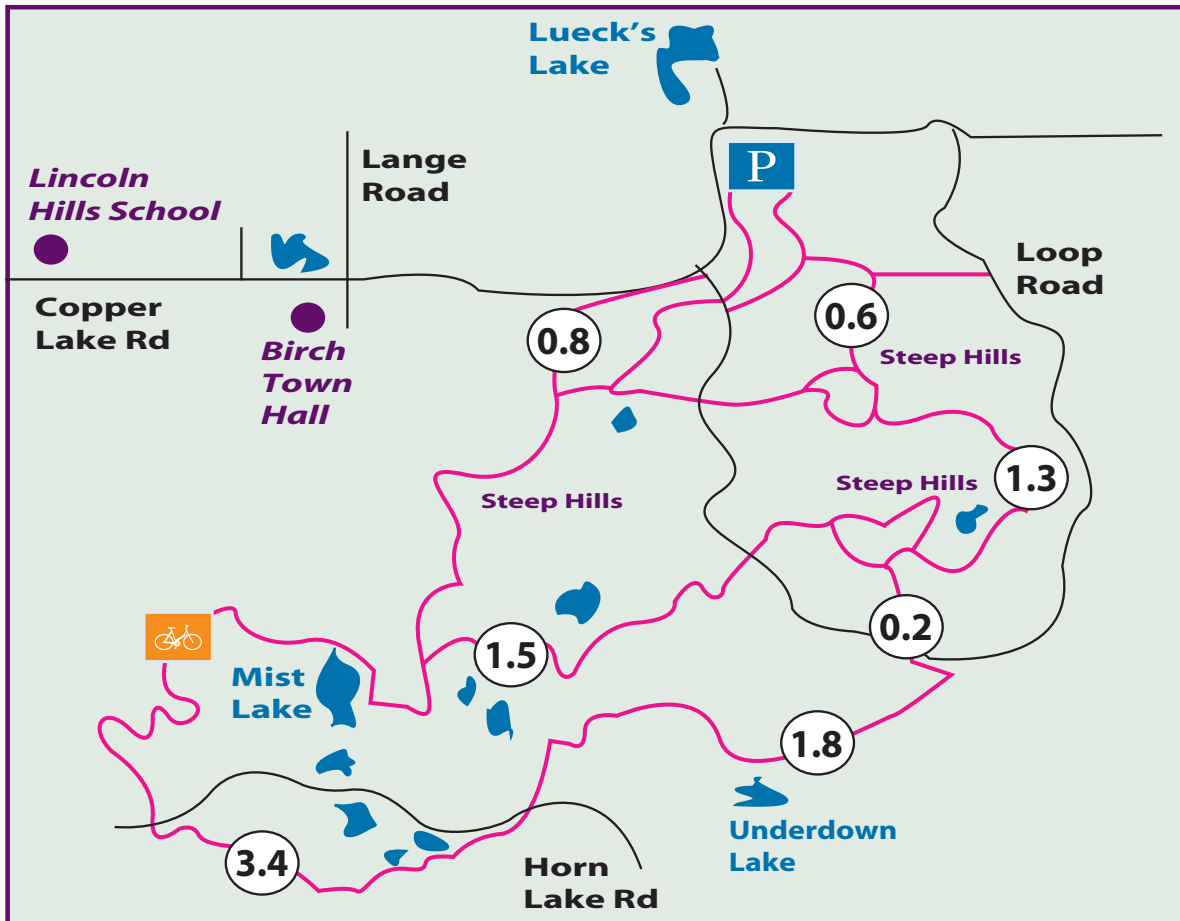 Lueck's
Lake
P
Lange
Road
Lincoln
Hills School
Loop
Road
Copper
Lake Rd
0.8
0.6
Birch
Town
Hall
Steep Hills
Steep Hills
1.3
Steep Hills
0.2
1.5
Mist
Lake
1.8
Underdown
Lake
3.4
Horn
Lake Rd